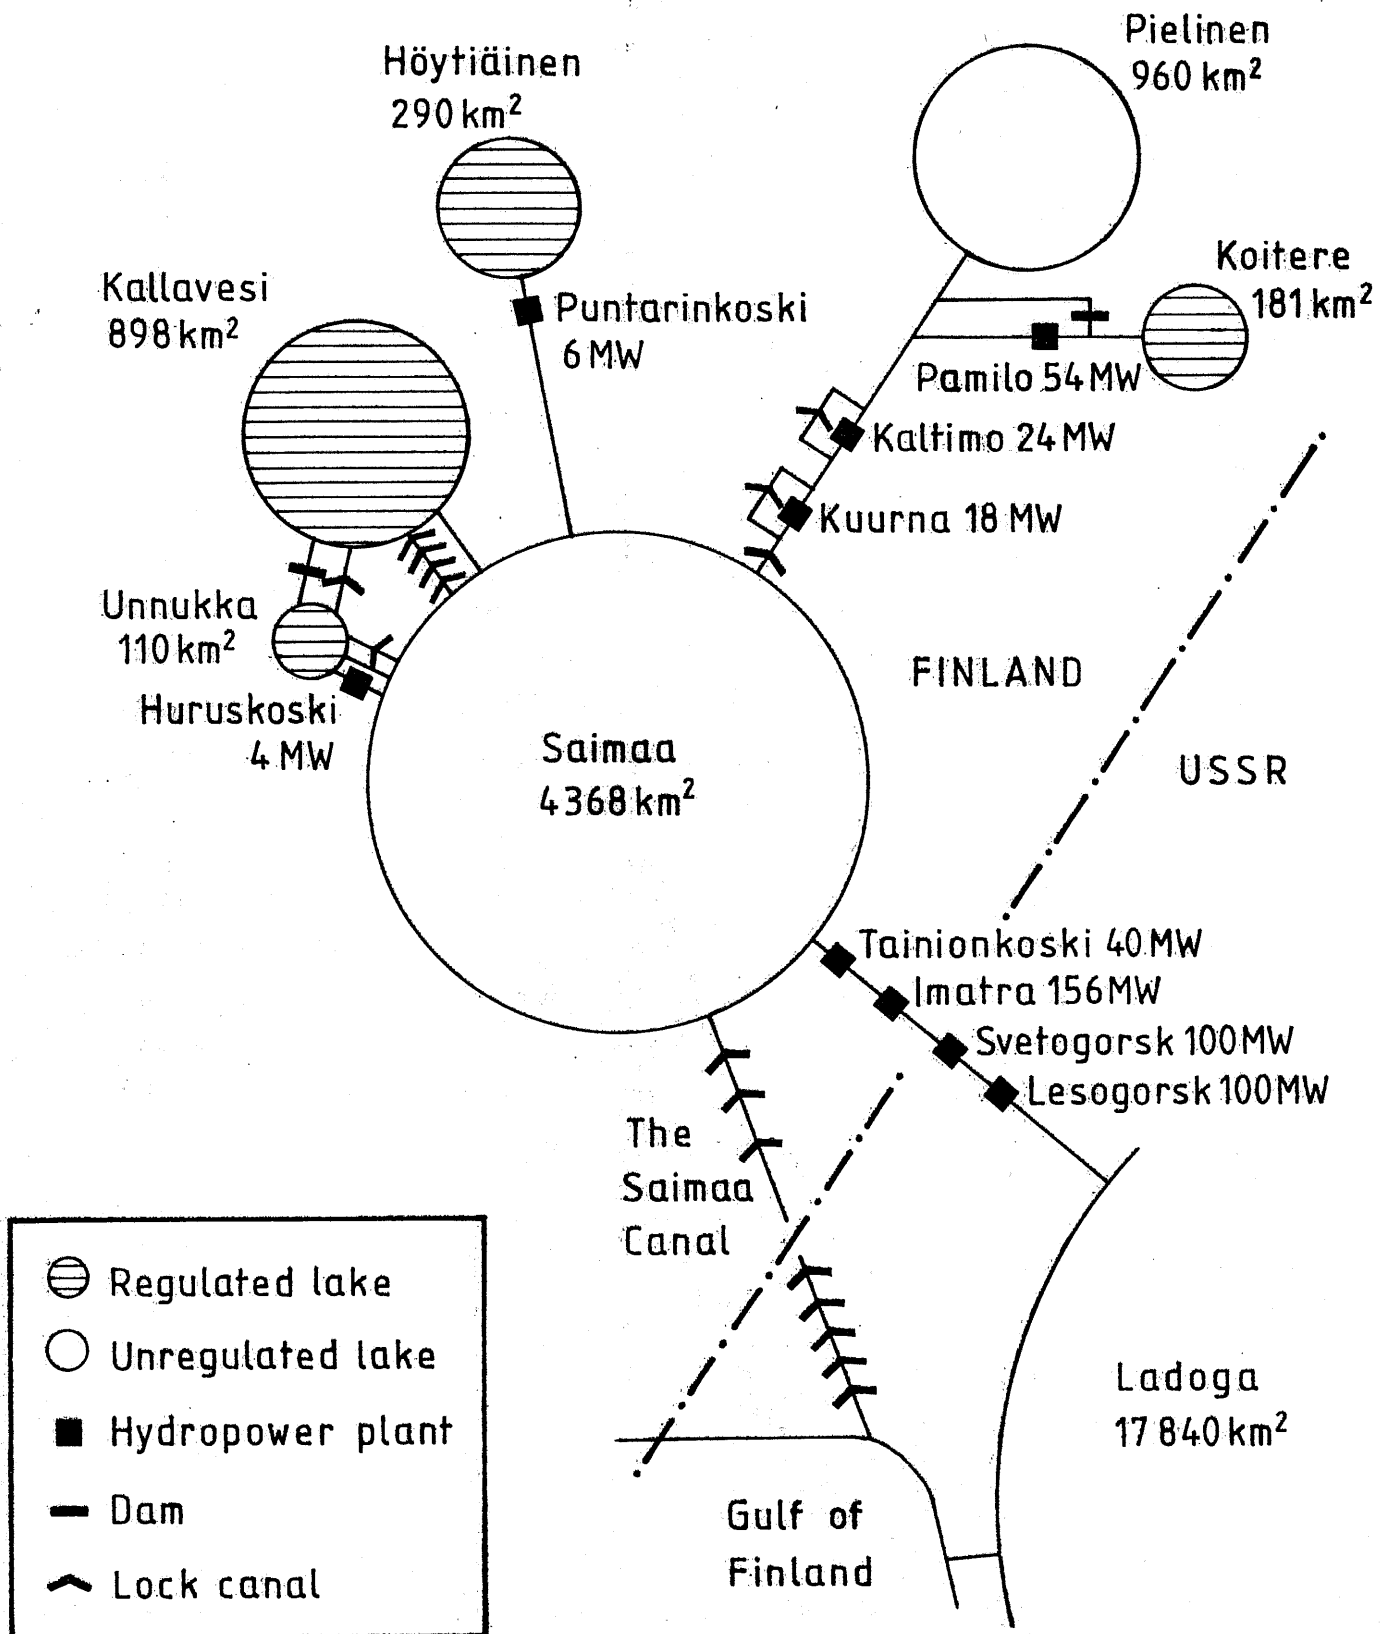 Pielinen
960 km²
Höytiäinen
290 km²
Koitere
181 km²
Kallavesi
898 km²
Puntarinkoski
6 MW
Pamilo 54 MW
Kaltimo 24 MW
Kuurna 18 MW
Unnukka
110 km²
FINLAND
Huruskoski
4 MW
Saimaa
4368 km²
USSR
Tainionkoski 40 MW
Imatra 156 MW
Svetogorsk 100 MW
Lesogorsk 100 MW
The
Saimaa
Canal
Regulated lake
Unregulated lake
Hydropower plant
Dam
Lock canal
Ladoga
17 840 km²
Gulf of
Finland